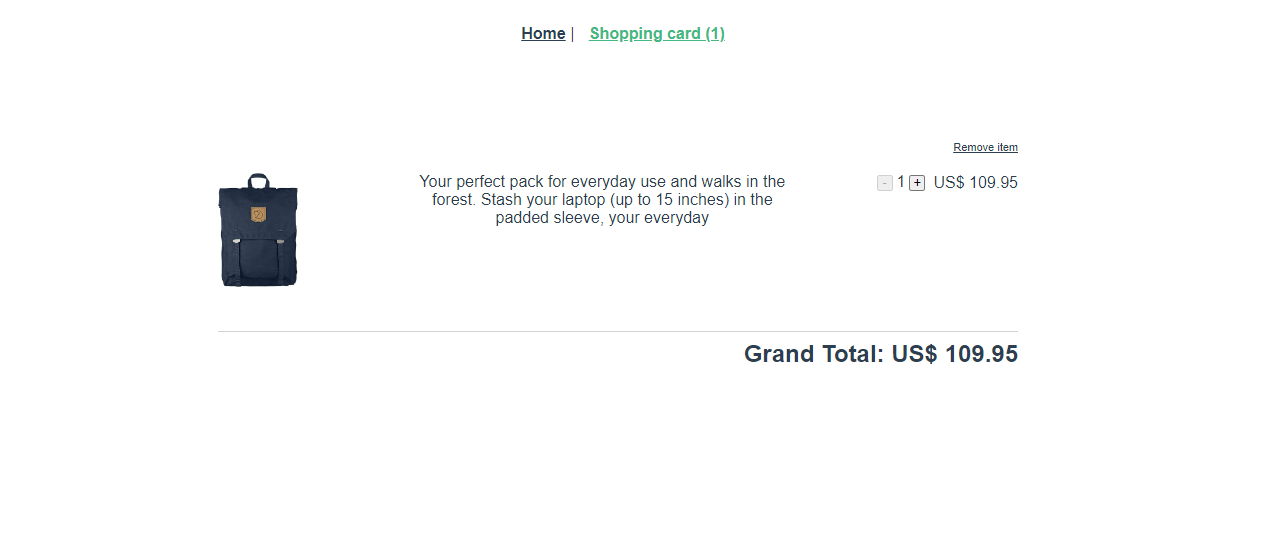 Home | Shopping card (1)
Remove item
Your perfect pack for everyday use and walks in the
forest. Stash your laptop (up to 15 inches) in the
padded sleeve, your everyday
- 1 + US$ 109.95
Grand Total: US$ 109.95